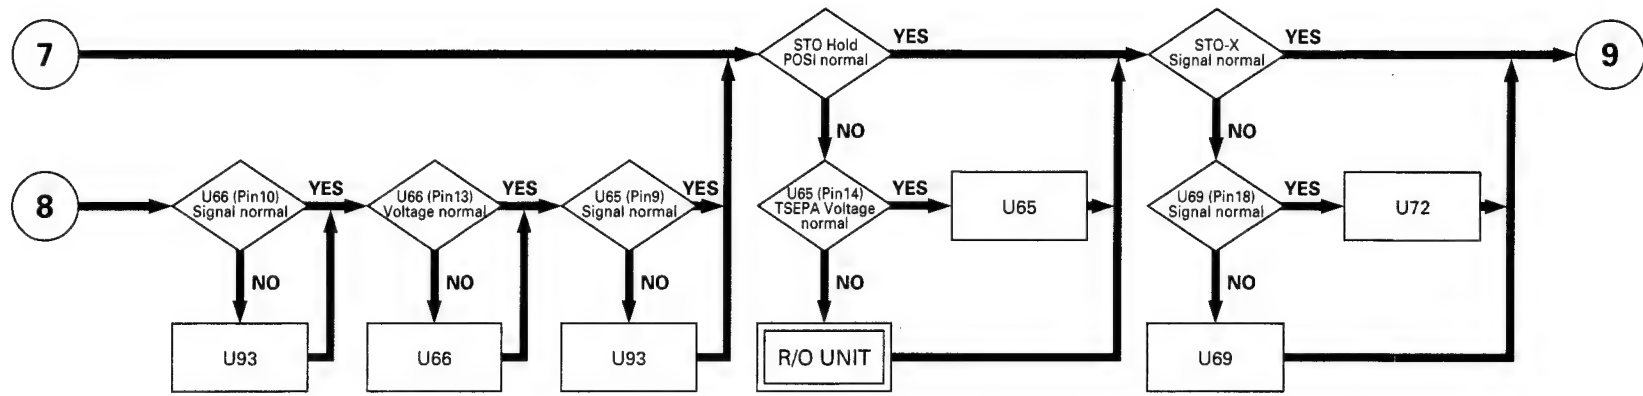 7
STO Hold
POSI normal
YES
STO-X
Signal normal
YES
9
NO
NO
8
U66 (Pin10)
Signal normal
YES
U66 (Pin13)
Voltage normal
YES
U65 (Pin9)
Signal normal
YES
U65 (Pin14)
TSEPA Voltage
normal
YES
U65
U69 (Pin18)
Signal normal
YES
U72
NO
NO
NO
NO
NO
U93
U66
U93
R/O UNIT
U69